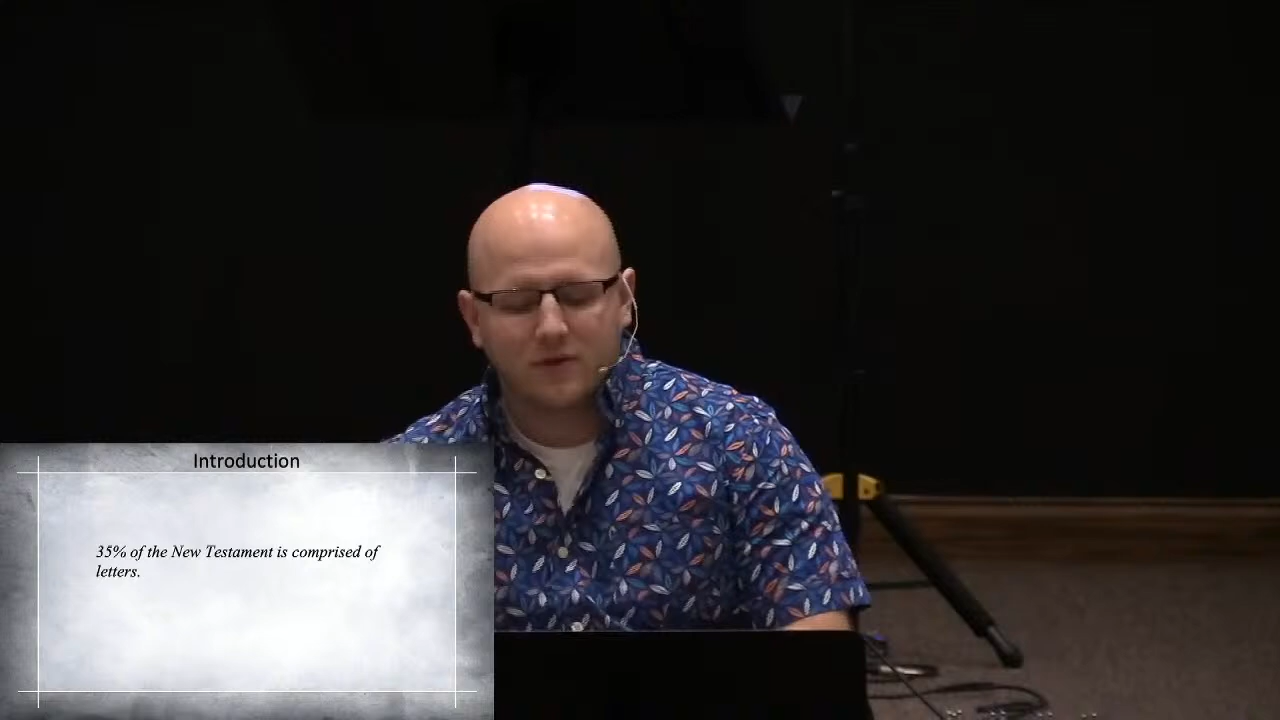 Introduction
35% of the New Testament is comprised of
letters.